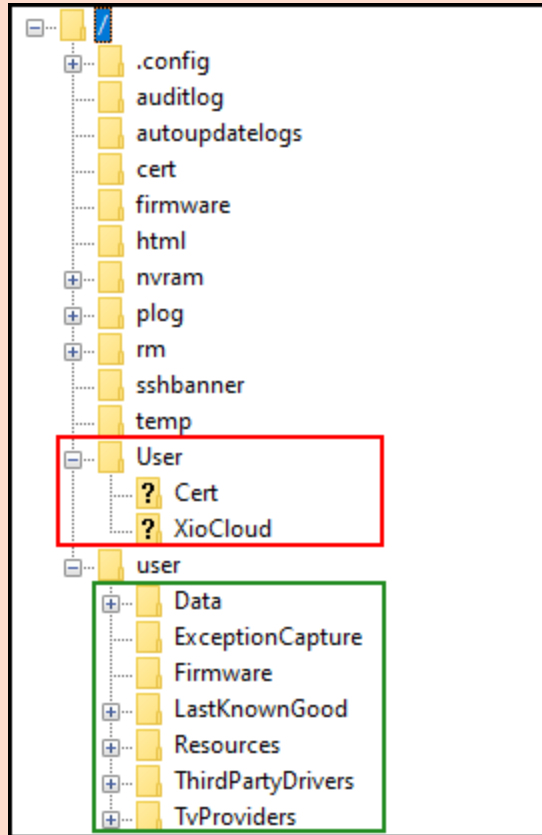 /
.config
auditlog
autoupdatelogs
cert
firmware
html
nvram
plog
rm
sshbanner
temp
User
? Cert
? XioCloud
user
Data
ExceptionCapture
Firmware
LastKnownGood
Resources
ThirdPartyDrivers
TvProviders